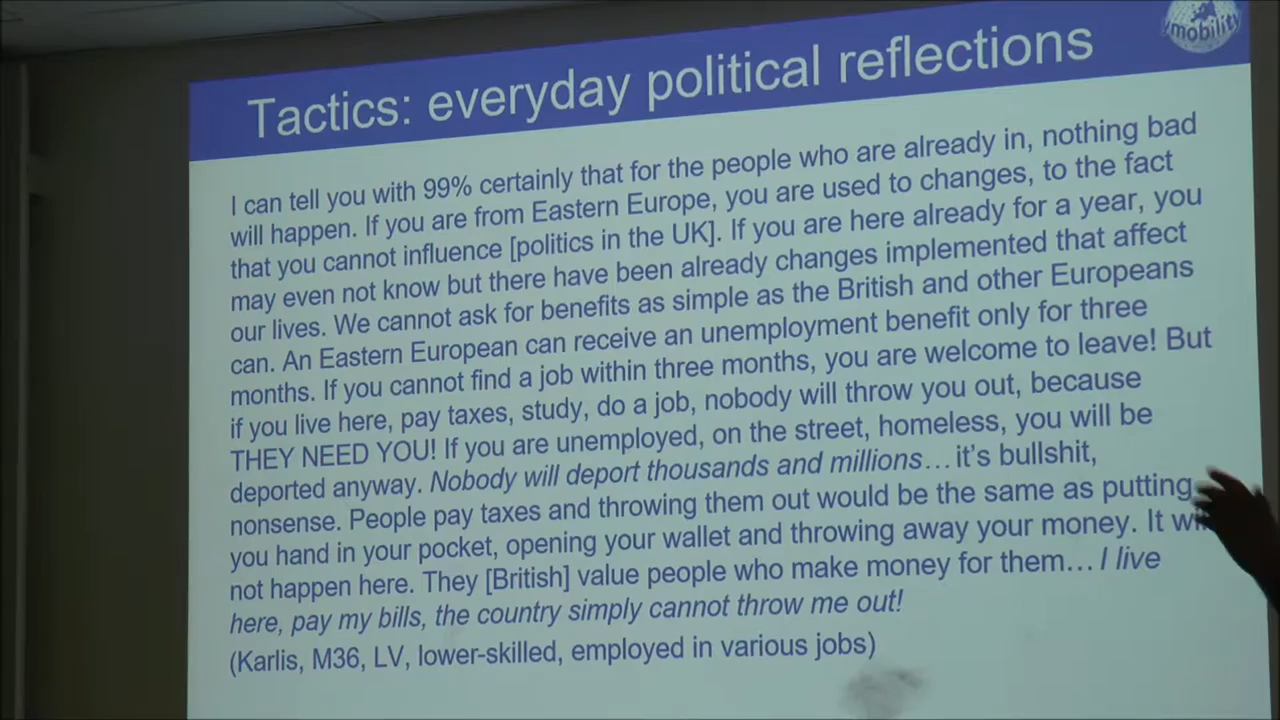 Tactics: everyday political reflections
ymobility
I can tell you with 99% certainly that for the people who are already in, nothing bad
will happen. If you are from Eastern Europe, you are used to changes, to the fact
that you cannot influence [politics in the UK]. If you are here already for a year, you
may even not know but there have been already changes implemented that affect
our lives. We cannot ask for benefits as simple as the British and other Europeans
can. An Eastern European can receive an unemployment benefit only for three
months. If you cannot find a job within three months, you are welcome to leave! But
if you live here, pay taxes, study, do a job, nobody will throw you out, because
THEY NEED YOU! If you are unemployed, on the street, homeless, you will be
deported anyway. Nobody will deport thousands and millions… it's bullshit,
nonsense. People pay taxes and throwing them out would be the same as putting
you hand in your pocket, opening your wallet and throwing away your money. It
not happen here. They [British] value people who make money for them… I live
here, pay my bills, the country simply cannot throw me out!
(Karlis, M36, LV, lower-skilled, employed in various jobs)